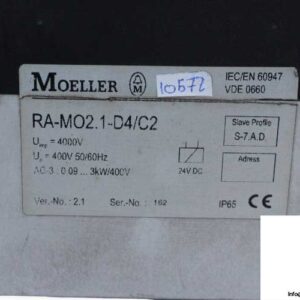 MOELLER
M
10572
IEC/EN 60947
VDE 0660
RA-MO2.1-D4/C2
Uimp = 4000V
Ue = 400V 50/60Hz
AC-3 0.09 ... 3kW/400V
24V DC
Slave Profile
S-7.A.D.
Adress.
Ver.-No.: 2.1
Ser.-No.: 162
IP65 CE